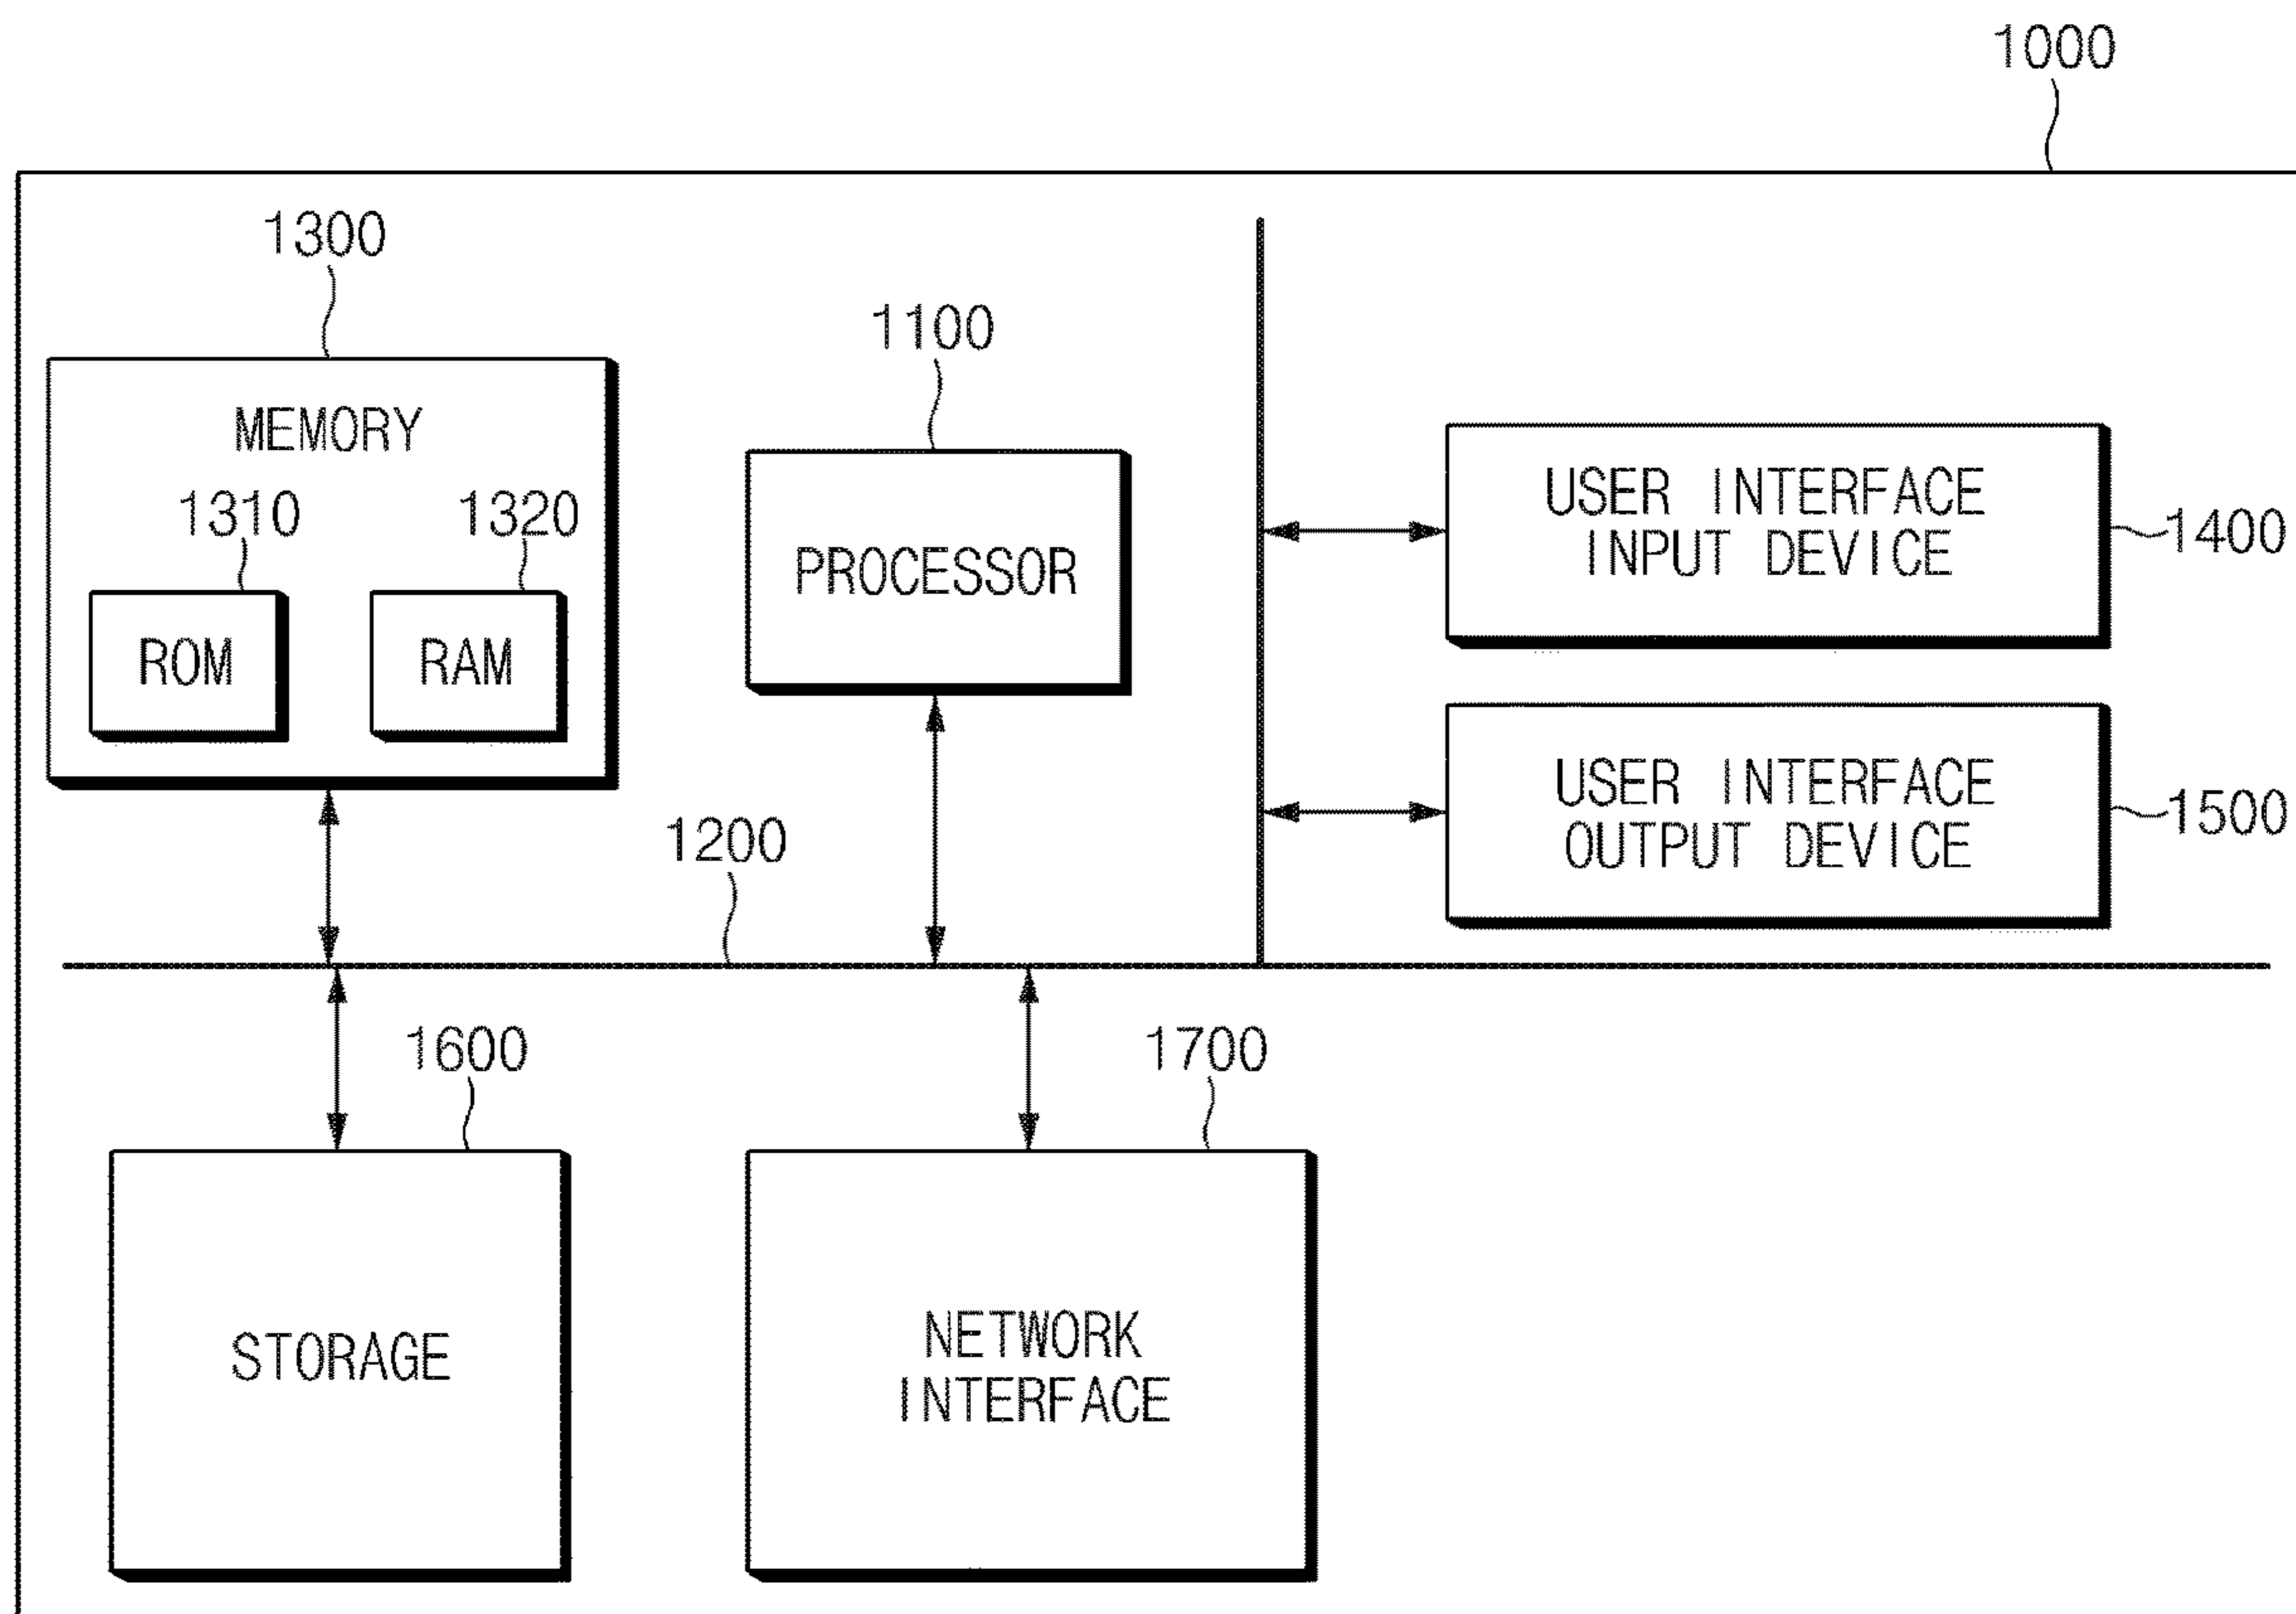 1000
1300
1100
MEMORY
1310
1320
USER INTERFACE
INPUT DEVICE
1400
PROCESSOR
ROM
RAM
USER INTERFACE
OUTPUT DEVICE
1500
1200
1600
1700
STORAGE
NETWORK
INTERFACE